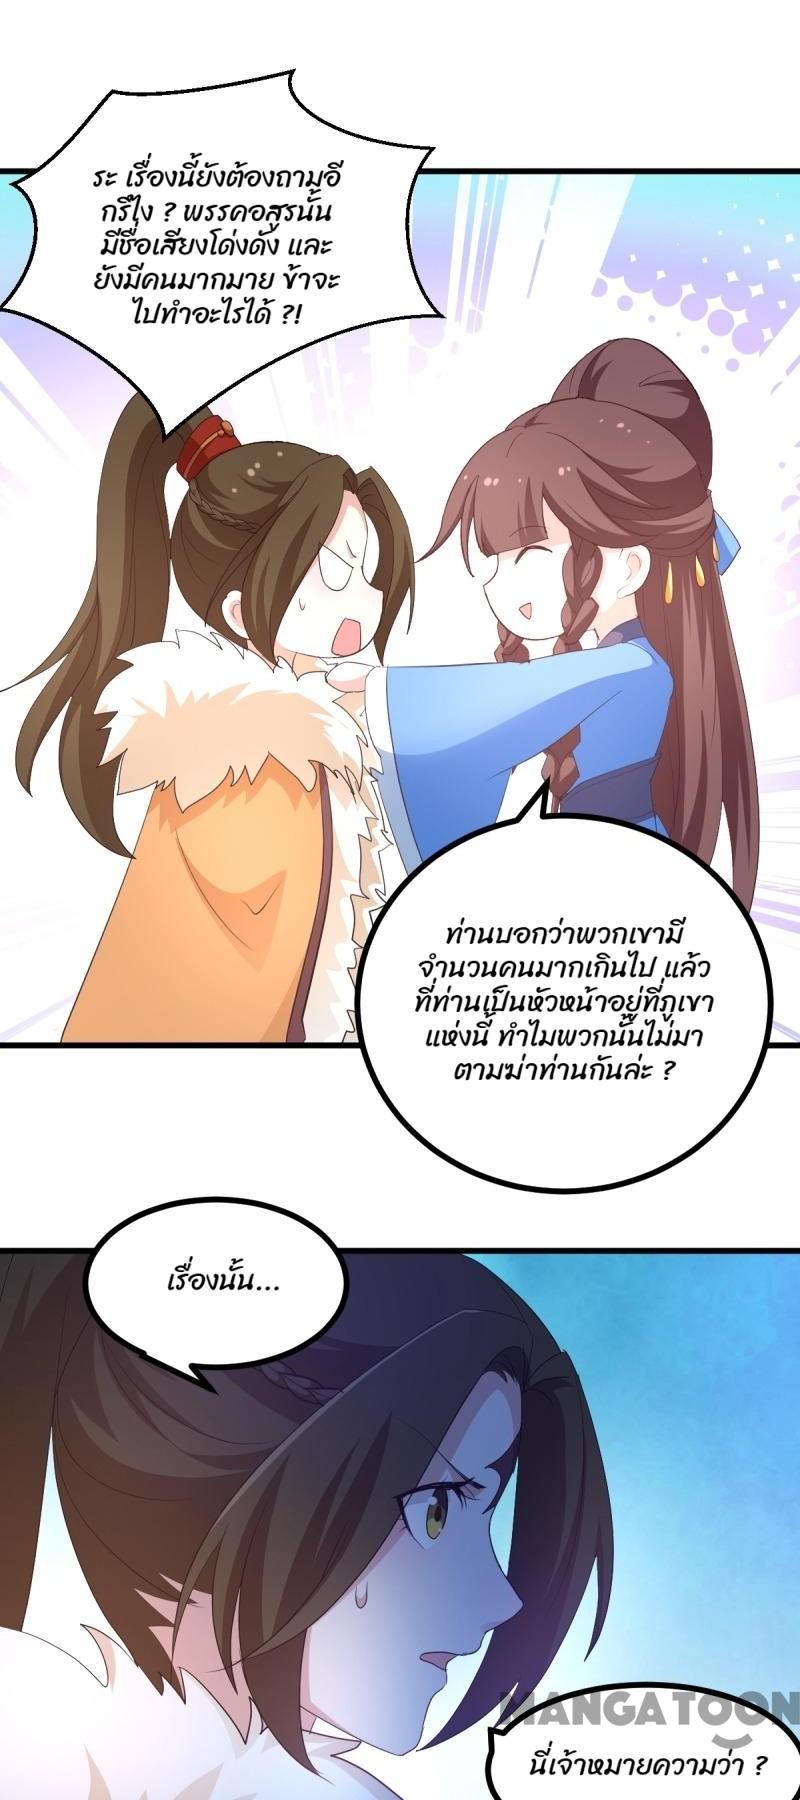 ระ เรื่องนี้ยังต้องถามอี
กรึไง ? พรรคอสูรนั้น
มีชื่อเสียงโด่งดัง และ
ยังมีคนมากมาย ข้าจะ
ไปทำอะไรได้ ?!
ท่านบอกว่าพวกเขามี
จำนวนคนมากเกินไป แล้ว
ที่ท่านเป็นหัวหน้าอยู่ที่ภูเขา
แห่งนี้ ทำไมพวกนั้นไม่มา
ตามฆ่าท่านกันล่ะ ?
เรื่องนั้น...
MANGATOON
นี่เจ้าหมายความว่า ?